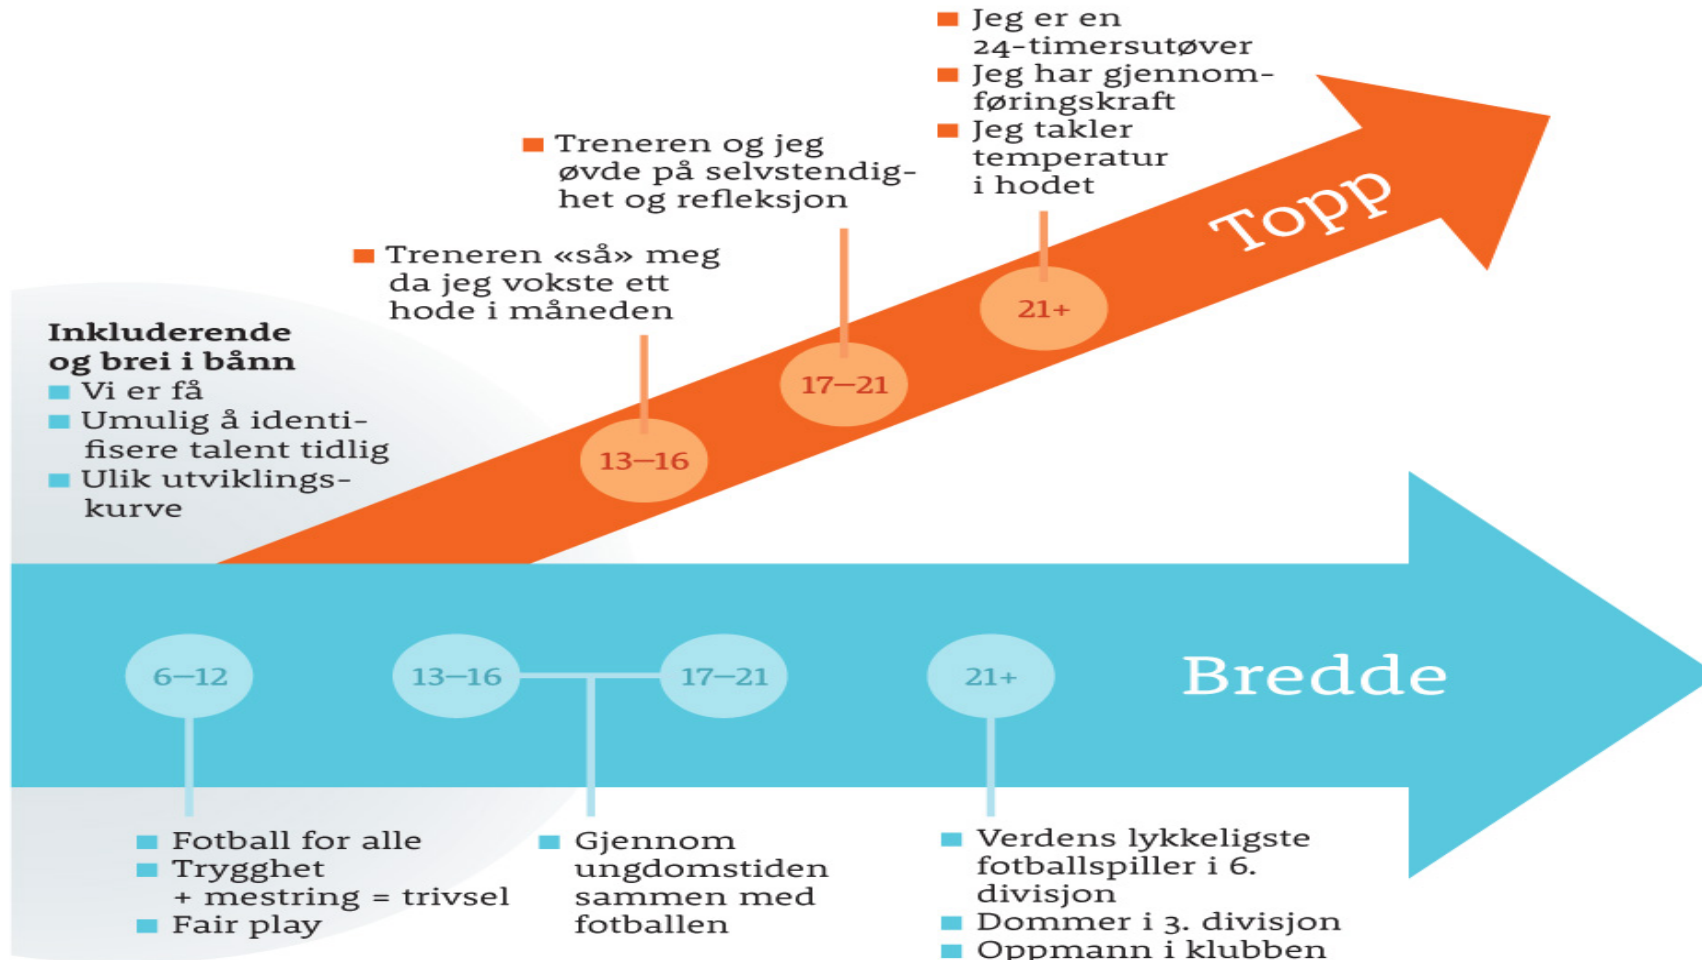 Jeg er en
24-timersutøver
Jeg har gjennom-
føringskraft
Jeg takler
temperatur
i hodet
Treneren og jeg
øvde på selvstendig-
het og refleksjon
Treneren «så» meg
da jeg vokste ett
hode i måneden
Topp
21+
17–21
13–16
Inkluderende
og brei i bånn
Vi er få
Umulig å identi-
fisere talent tidlig
Ulik utviklings-
kurve
6–12
13–16
17–21
21+
Bredde
Fotball for alle
Trygghet
+ mestring = trivsel
Fair play
Gjennom
ungdomstiden
sammen med
fotballen
Verdens lykkeligste
fotballspiller i 6.
divisjon
Dommer i 3. divisjon
Oppmann i klubben